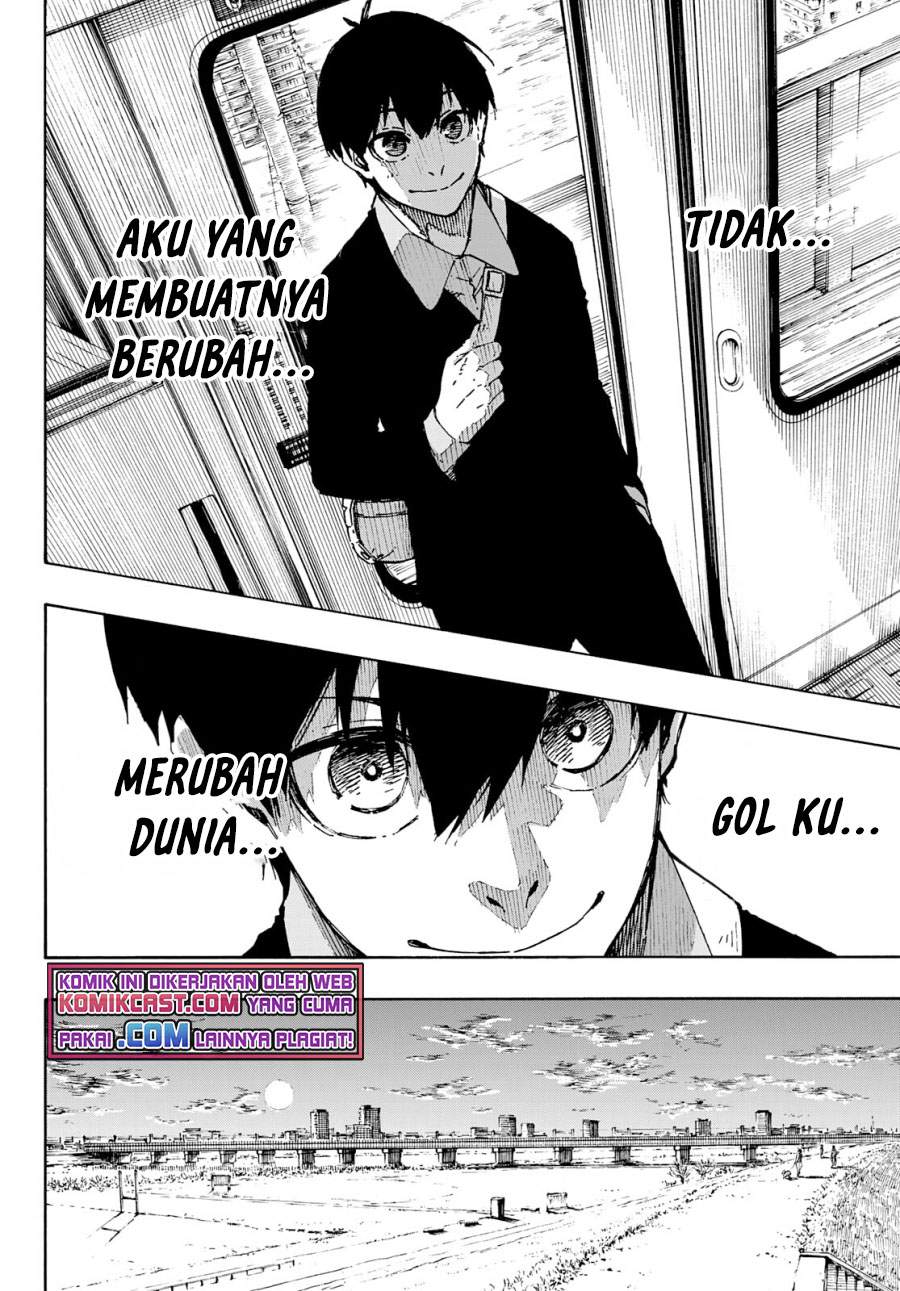 TIDAK...
AKU YANG
MEMBUATNYA
BERUBAH...
GOL KU...
MERUBAH
DUNIA...
KOMIK INI DIKERJAKAN OLEH WEB
KOMIKCAST.COM YANG CUMA
PAKAI .COM LAINNYA PLAGIAT!